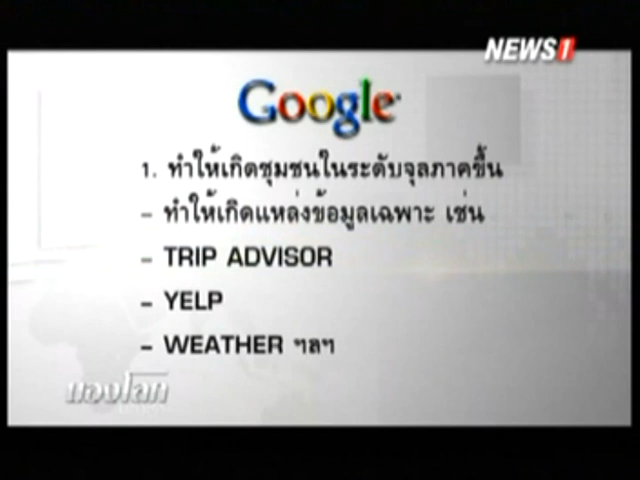 NEWS1
Google
1. ทำให้เกิดชุมชนในระดับจุลภาคขึ้น
- ทำให้เกิดแหล่งข้อมูลเฉพาะ เช่น
- TRIP ADVISOR
- YELP
- WEATHER ฯลฯ
มองโลก